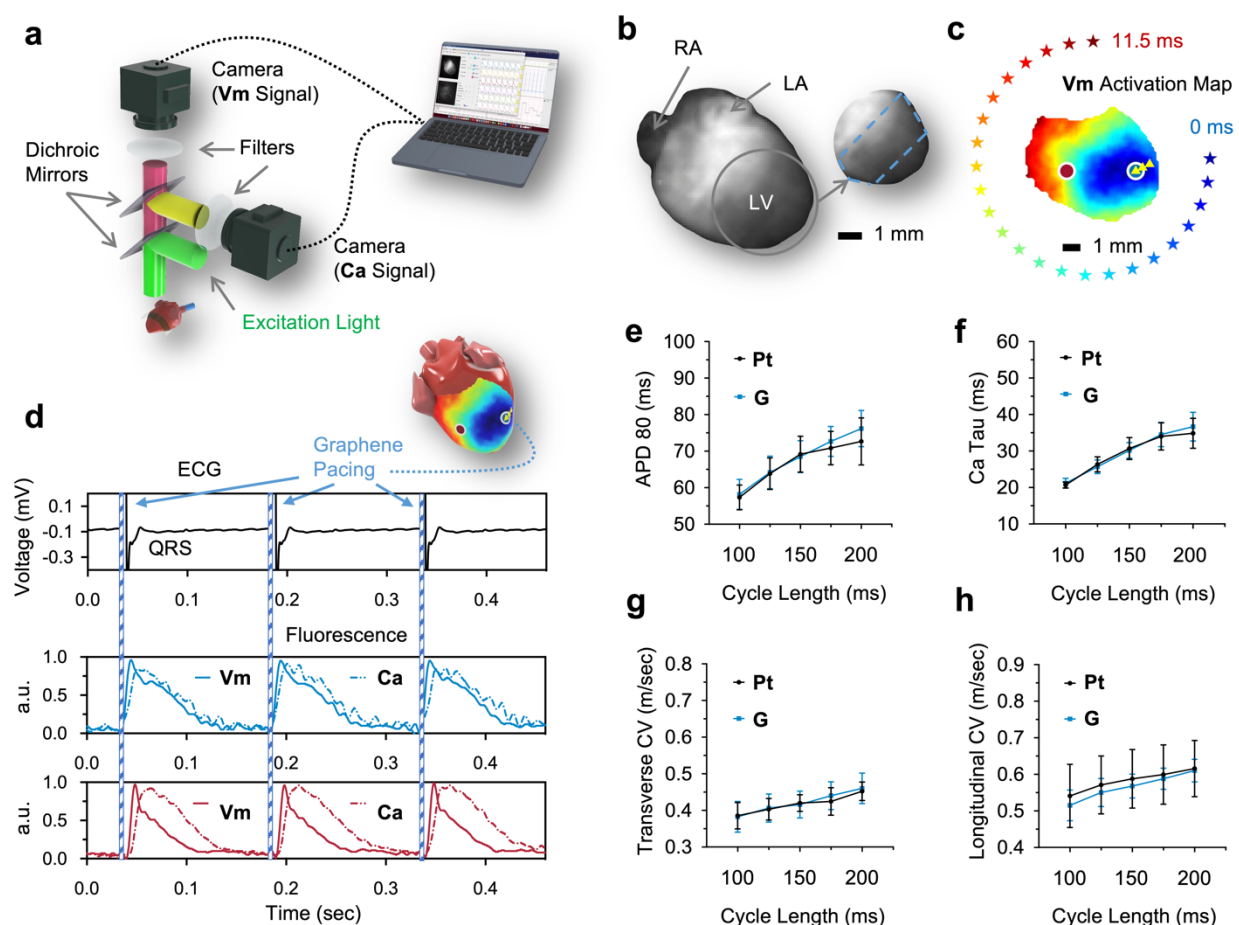 a
Camera
(Vm Signal)
Dichroic
Mirrors
Filters
Camera
(Ca Signal)
Excitation Light
b
RA
LA
LV
1 mm
c
11.5 ms
Vm Activation Map
0 ms
1 mm
d
Graphene
Pacing
ECG
Voltage (mV)
0.1
-0.1
-0.3
QRS
0.0 0.1 0.2 0.3 0.4
Fluorescence
a.u.
1.0
0.5
0.0
Vm
Ca
0.0 0.1 0.2 0.3 0.4
a.u.
1.0
0.5
0.0
Vm
Ca
0.0 0.1 0.2 0.3 0.4
Time (sec)
e
APD 80 (ms)
100
90
80
70
60
50
Pt
G
100 150 200
Cycle Length (ms)
f
Ca Tau (ms)
60
50
40
30
20
10
Pt
G
100 150 200
Cycle Length (ms)
g
Transverse CV (m/sec)
0.8
0.7
0.6
0.5
0.4
0.3
Pt
G
100 150 200
Cycle Length (ms)
h
Longitudinal CV (m/sec)
0.9
0.8
0.7
0.6
0.5
0.4
Pt
G
100 150 200
Cycle Length (ms)